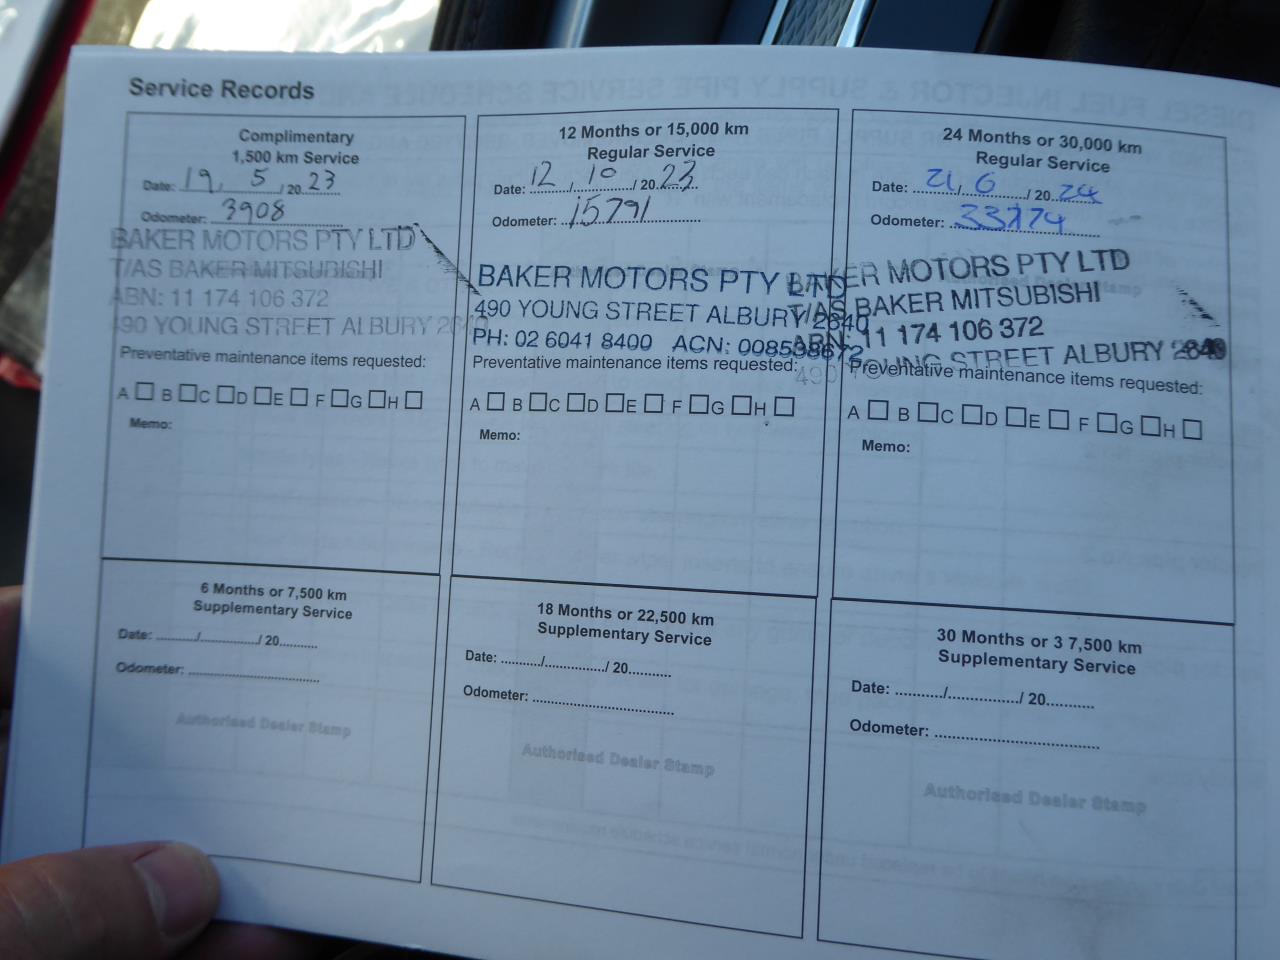 Service Records
Complimentary
1,500 km Service
Date: 19 / 5 / 20 23
Odometer: 3908
BAKER MOTORS PTY LTD
T/AS BAKER MITSUBISHI
ABN: 11 174 106 372
490 YOUNG STREET ALBURY 2640
Preventative maintenance items requested:
A B C D E F G H
Memo:
12 Months or 15,000 km
Regular Service
Date: 12 / 10 / 20 23
Odometer: 15791
BAKER MOTORS PTY LTD
490 YOUNG STREET ALBURY 2640
PH: 02 6041 8400 ACN: 008538672
Preventative maintenance items requested:
A B C D E F G H
Memo:
24 Months or 30,000 km
Regular Service
Date: 21 / 6 / 20 24
Odometer:
BAKER MOTORS PTY LTD
T/AS BAKER MITSUBISHI
ABN: 11 174 106 372
490 YOUNG STREET ALBURY 2640
Preventative maintenance items requested:
A B C D E F G H
Memo:
6 Months or 7,500 km
Supplementary Service
Date: ........../.............../ 20..........
Odometer: ..................................
Authorised Dealer Stamp
18 Months or 22,500 km
Supplementary Service
Date: ........../.............../ 20..........
Odometer: ..................................
Authorised Dealer Stamp
30 Months or 3 7,500 km
Supplementary Service
Date: ........../.............../ 20..........
Odometer: ..................................
Authorised Dealer Stamp